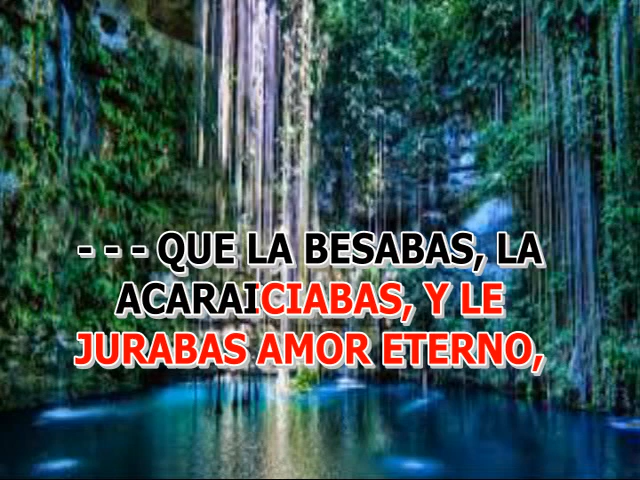 - - - QUE LA BESABAS, LA
ACARAICIABAS, Y LE
JURABAS AMOR ETERNO,